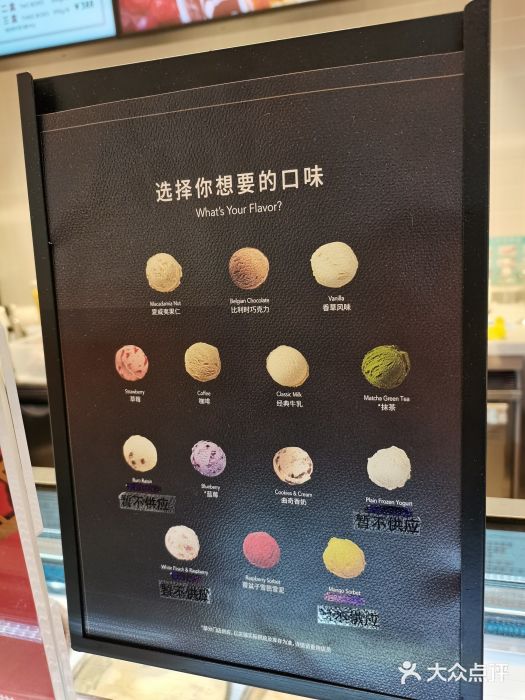 二盒
三盒
选择你想要的口味
What's Your Flavor?
Macadamia Nut
夏威夷果仁
Belgian Chocolate
比利时巧克力
Vanilla
香草风味
Strawberry
草莓
Coffee
咖啡
Classic Milk
经典牛乳
Matcha Green Tea
*抹茶
Rum Raisin
暂不供应
Blueberry
*蓝莓
Cookies & Cream
曲奇香奶
Plain Frozen Yogurt
暂不供应
White Peach & Raspberry
暂不供应
Raspberry Sorbet
覆盆子雪芭雪泥
Mango Sorbet
暂不供应
大众点评